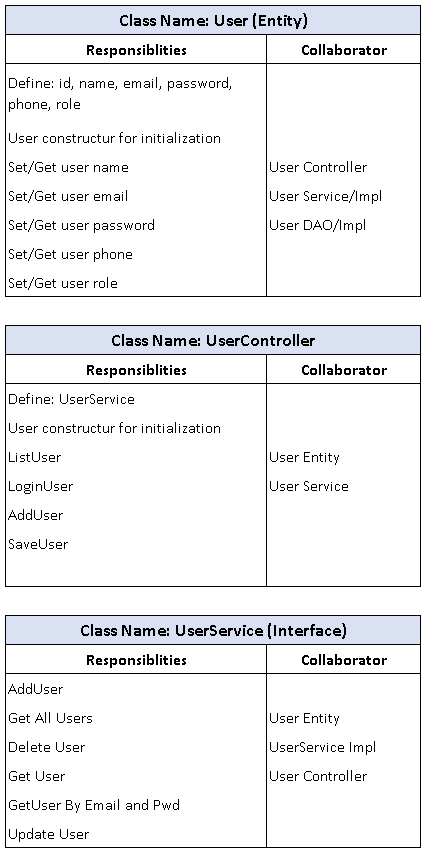 Class Name: User (Entity)
Responsiblities Collaborator
Define: id, name, email, password,
phone, role
User constructur for initialization
Set/Get user name User Controller
Set/Get user email User Service/Impl
Set/Get user password User DAO/Impl
Set/Get user phone
Set/Get user role
Class Name: UserController
Responsiblities Collaborator
Define: UserService
User constructur for initialization
ListUser User Entity
LoginUser User Service
AddUser
SaveUser
Class Name: UserService (Interface)
Responsiblities Collaborator
AddUser
Get All Users User Entity
Delete User UserService Impl
Get User User Controller
GetUser By Email and Pwd
Update User